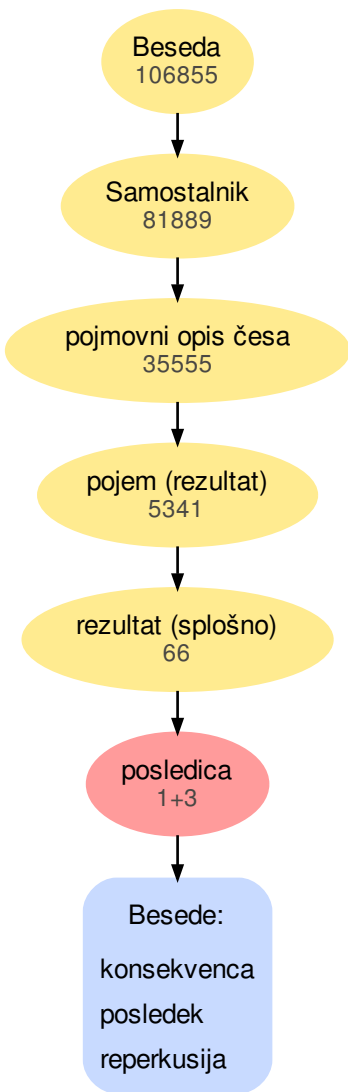 Beseda
106855
Samostalnik
81889
pojmovni opis česa
35555
pojem (rezultat)
5341
rezultat (splošno)
66
posledica
1+3
Besede:
konsekvenca
posledek
reperkusija